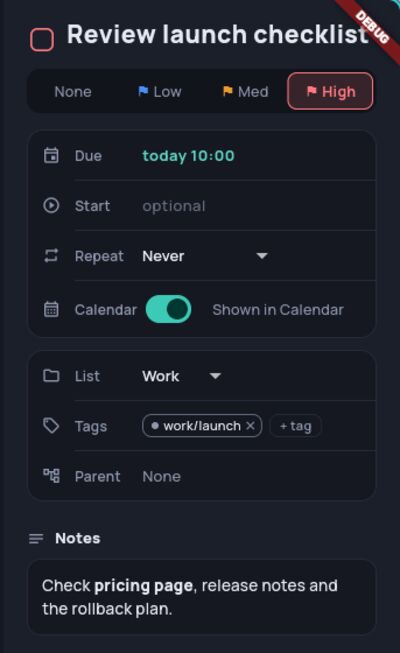 Review launch checklist
DEBUG
None Low Med High
Due today 10:00
Start optional
Repeat Never
Calendar Shown in Calendar
List Work
Tags work/launch × + tag
Parent None
Notes
Check pricing page, release notes and
the rollback plan.